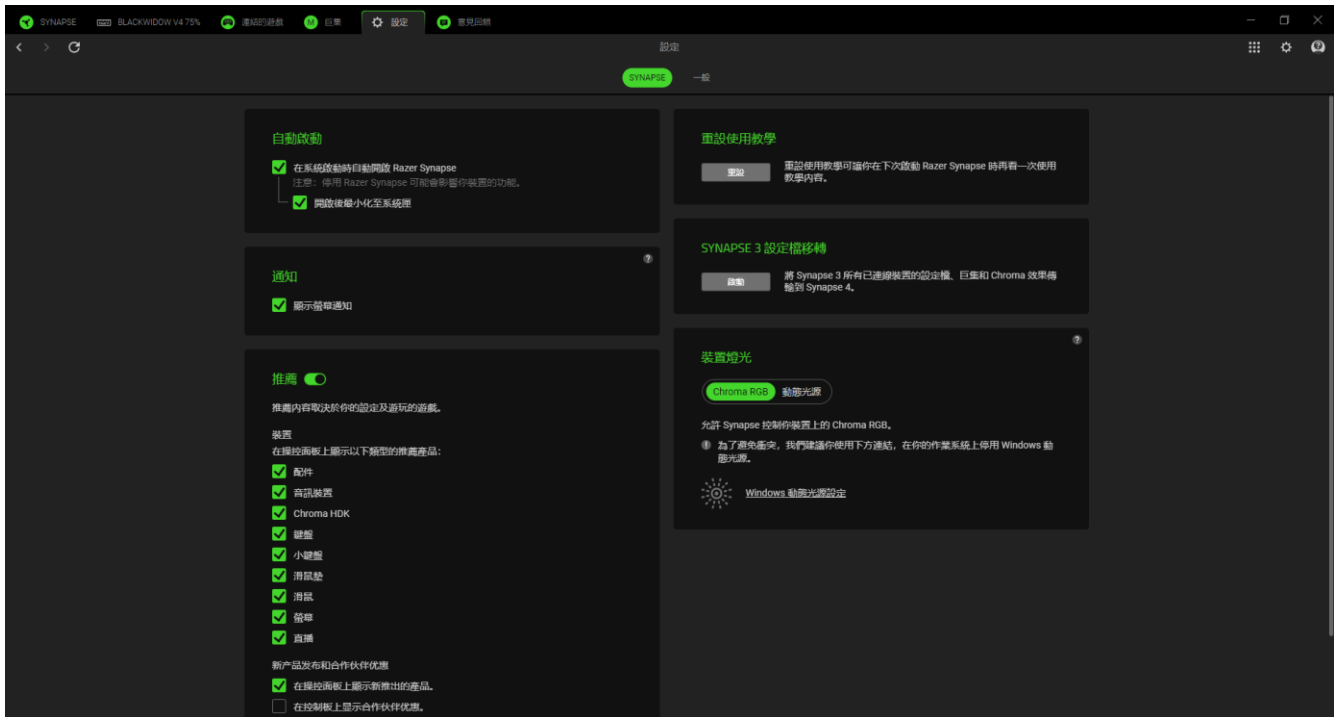 SYNAPSE
BLACKWIDOW V4 75%
連結的遊戲
巨集
設定
意見回饋
設定
SYNAPSE
一般
自動啟動
在系統啟動時自動開啟 Razer Synapse
注意：停用 Razer Synapse 可能會影響你裝置的功能。
開啟後最小化至系統匣
通知
顯示螢幕通知
推薦
推薦內容取決於你的設定及遊玩的遊戲。
裝置
在操控面板上顯示以下類型的推薦產品：
配件
音訊裝置
Chroma HDK
鍵盤
小鍵盤
滑鼠墊
滑鼠
螢幕
直播
新产品发布和合作伙伴优惠
在操控面板上顯示新推出的產品。
在控制板上显示合作伙伴优惠。
重設使用教學
重設
重設使用教學可讓你在下次啟動 Razer Synapse 時再看一次使用
教學內容。
SYNAPSE 3 設定檔移轉
啟動
將 Synapse 3 所有已連線裝置的設定檔、巨集和 Chroma 效果傳
輸到 Synapse 4。
裝置燈光
Chroma RGB
動態光源
允許 Synapse 控制你裝置上的 Chroma RGB。
為了避免衝突，我們建議你使用下方連結，在你的作業系統上停用 Windows 動
態光源。
Windows 動態光源設定